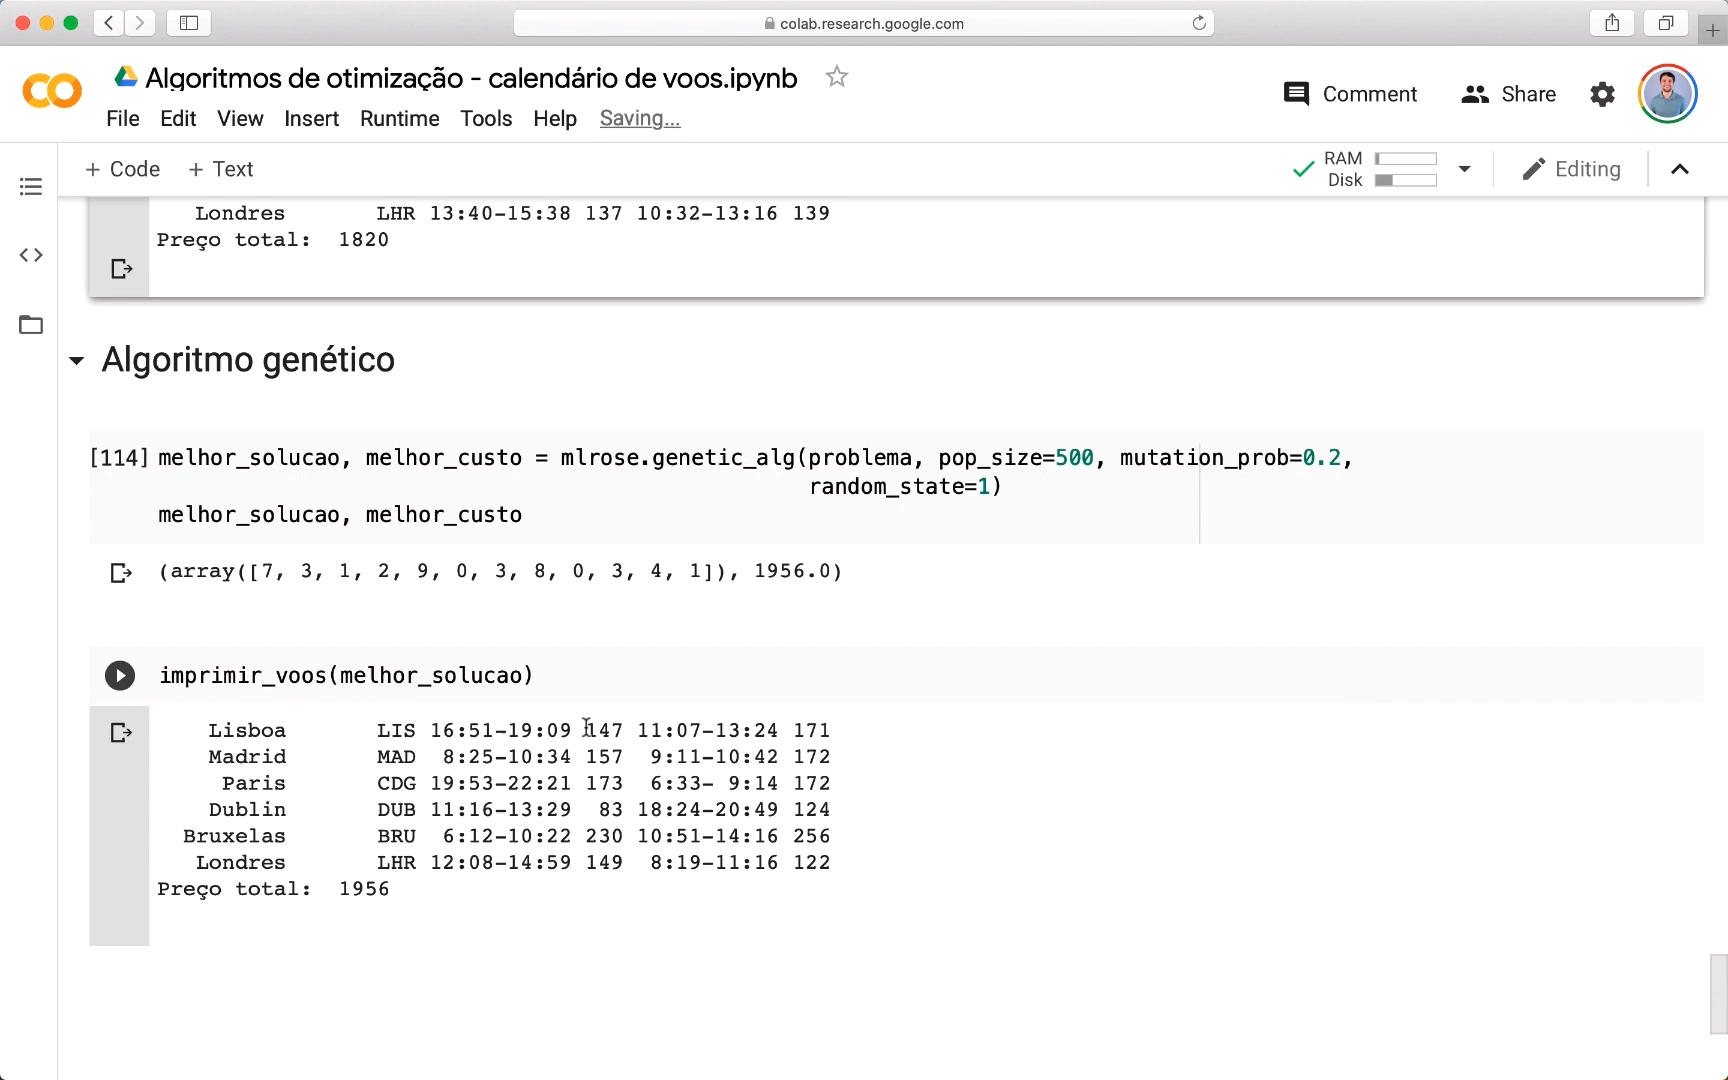 colab.research.google.com
Algoritmos de otimização - calendário de voos.ipynb
Comment
Share
File Edit View Insert Runtime Tools Help Saving...
+ Code + Text
RAM
Disk
Editing
Londres LHR 13:40-15:38 137 10:32-13:16 139
Preço total: 1820
Algoritmo genético
[114] melhor_solucao, melhor_custo = mlrose.genetic_alg(problema, pop_size=500, mutation_prob=0.2,
random_state=1)
melhor_solucao, melhor_custo
(array([7, 3, 1, 2, 9, 0, 3, 8, 0, 3, 4, 1]), 1956.0)
imprimir_voos(melhor_solucao)
Lisboa LIS 16:51-19:09 147 11:07-13:24 171
Madrid MAD 8:25-10:34 157 9:11-10:42 172
Paris CDG 19:53-22:21 173 6:33- 9:14 172
Dublin DUB 11:16-13:29 83 18:24-20:49 124
Bruxelas BRU 6:12-10:22 230 10:51-14:16 256
Londres LHR 12:08-14:59 149 8:19-11:16 122
Preço total: 1956